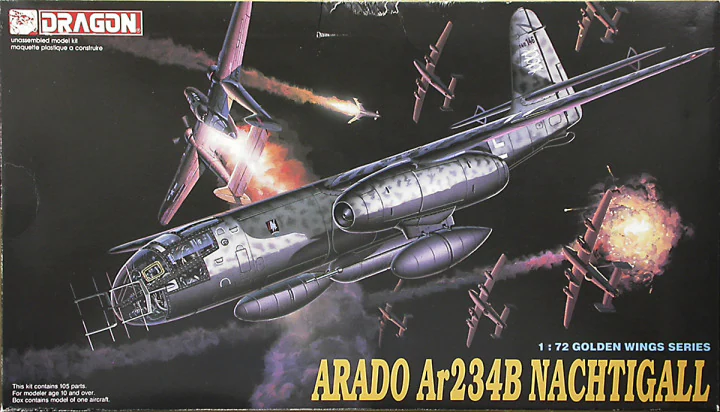 DRAGON
unassembled model kit
maquette plastique a construire
1:72 GOLDEN WINGS SERIES
ARADO Ar234B NACHTIGALL
This kit contains 105 parts.
For modeler age 10 and over.
Box contains model of one aircraft.